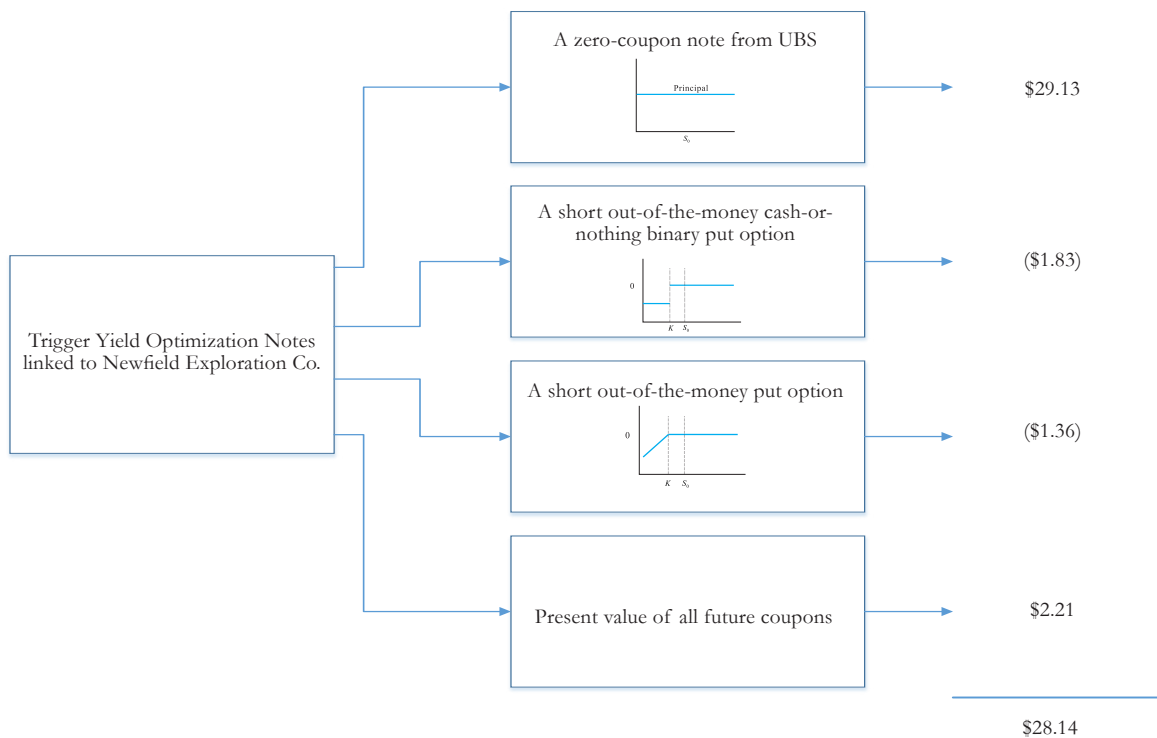 A zero-coupon note from UBS
Principal
S0
$29.13
A short out-of-the-money cash-or-
nothing binary put option
0
K S0
($1.83)
Trigger Yield Optimization Notes
linked to Newfield Exploration Co.
A short out-of-the-money put option
0
K S0
($1.36)
Present value of all future coupons
$2.21
$28.14